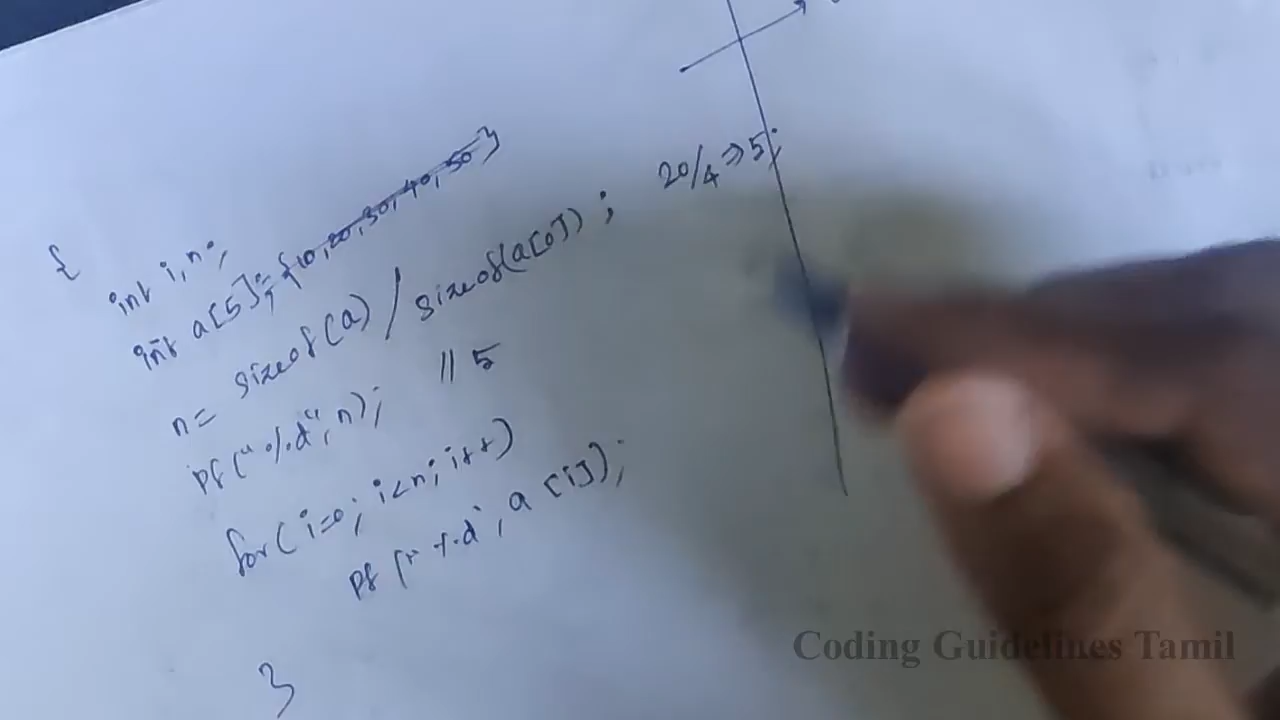 {
int i,n;
int a[5]; = {10,20,30,40,50}
n= sizeof(a) / sizeof(a[0]); 20/4 ⇒ 5;
pf("%d", n); // 5
for( i=0; i<n; i++)
pf("%d", a[i]);
}
Coding Guidelines Tamil